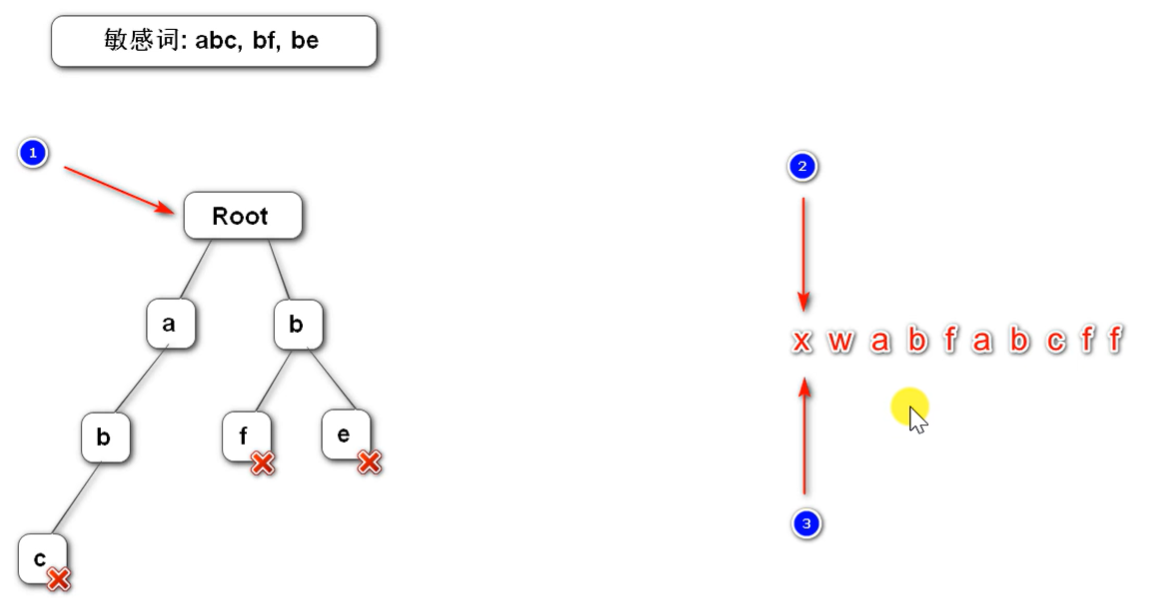 敏感词: abc, bf, be
1
2
Root
a
b
x w a b f a b c f f
b
f
e
3
c